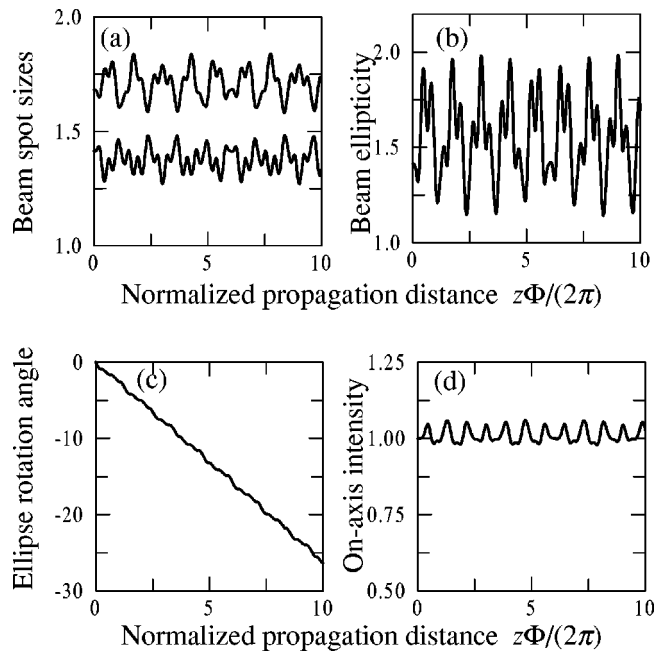 2.0
(a)
1.5
1.0
0
5
10
Beam spot sizes
(b)
2.0
1.5
1.0
0
5
10
Beam ellipticity
Normalized propagation distance zΦ/(2π)
0
(c)
-10
-20
-30
0
5
10
Ellipse rotation angle
1.25
(d)
1.00
0.75
0.50
0
5
10
On-axis intensity
Normalized propagation distance zΦ/(2π)